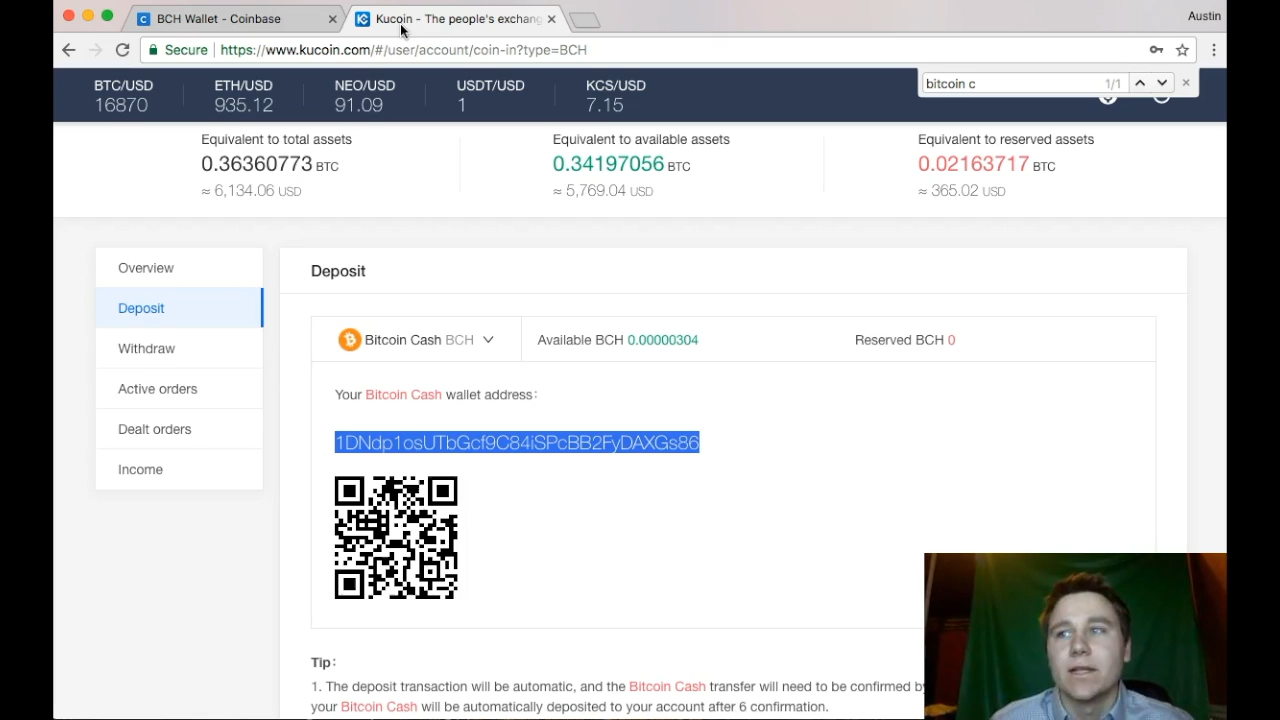 BCH Wallet - Coinbase
Kucoin - The people's exchang
Austin
Secure https://www.kucoin.com/#/user/account/coin-in?type=BCH
bitcoin c 1/1
BTC/USD ETH/USD NEO/USD USDT/USD KCS/USD
16870 935.12 91.09 1 7.15
Equivalent to total assets Equivalent to available assets Equivalent to reserved assets
0.36360773 BTC 0.34197056 BTC 0.02163717 BTC
≈ 6,134.06 USD ≈ 5,769.04 USD ≈ 365.02 USD
Overview
Deposit
Withdraw
Active orders
Dealt orders
Income
Deposit
Bitcoin Cash BCH Available BCH 0.00000304 Reserved BCH 0
Your Bitcoin Cash wallet address:
1DNdp1osUTbGcf9C84iSPcBB2FyDAXGs86
Tip:
1. The deposit transaction will be automatic, and the Bitcoin Cash transfer will need to be confirmed by
your Bitcoin Cash will be automatically deposited to your account after 6 confirmation.